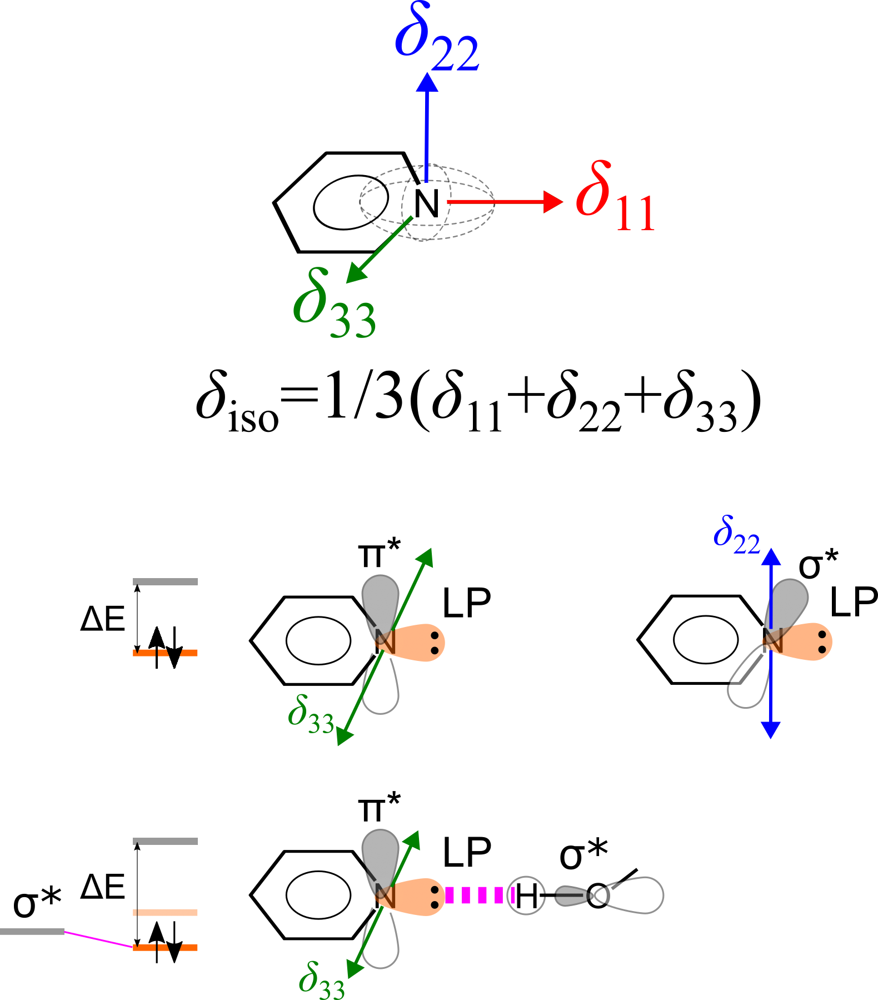 δ22
N
δ11
δ33
δiso=1/3(δ11+δ22+δ33)
δ22
π*
σ*
LP
LP
ΔE
N
N
δ33
π*
LP
σ*
ΔE
σ*
N
H
O
δ33